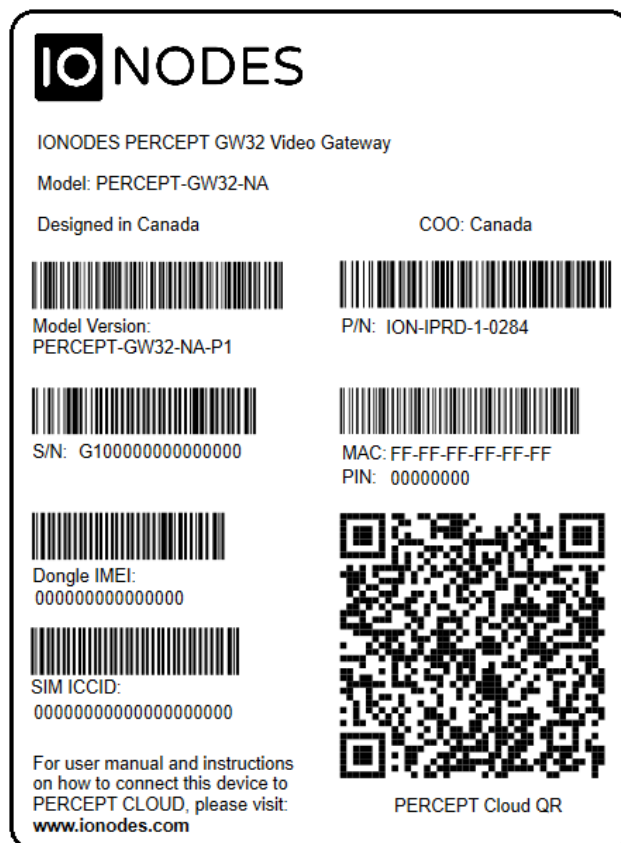 IO NODES
IONODES PERCEPT GW32 Video Gateway
Model: PERCEPT-GW32-NA
Designed in Canada
COO: Canada
Model Version:
PERCEPT-GW32-NA-P1
P/N: ION-IPRD-1-0284
S/N: G100000000000000
MAC: FF-FF-FF-FF-FF-FF
PIN: 00000000
Dongle IMEI:
000000000000000
SIM ICCID:
00000000000000000000
For user manual and instructions
on how to connect this device to
PERCEPT CLOUD, please visit:
www.ionodes.com
PERCEPT Cloud QR